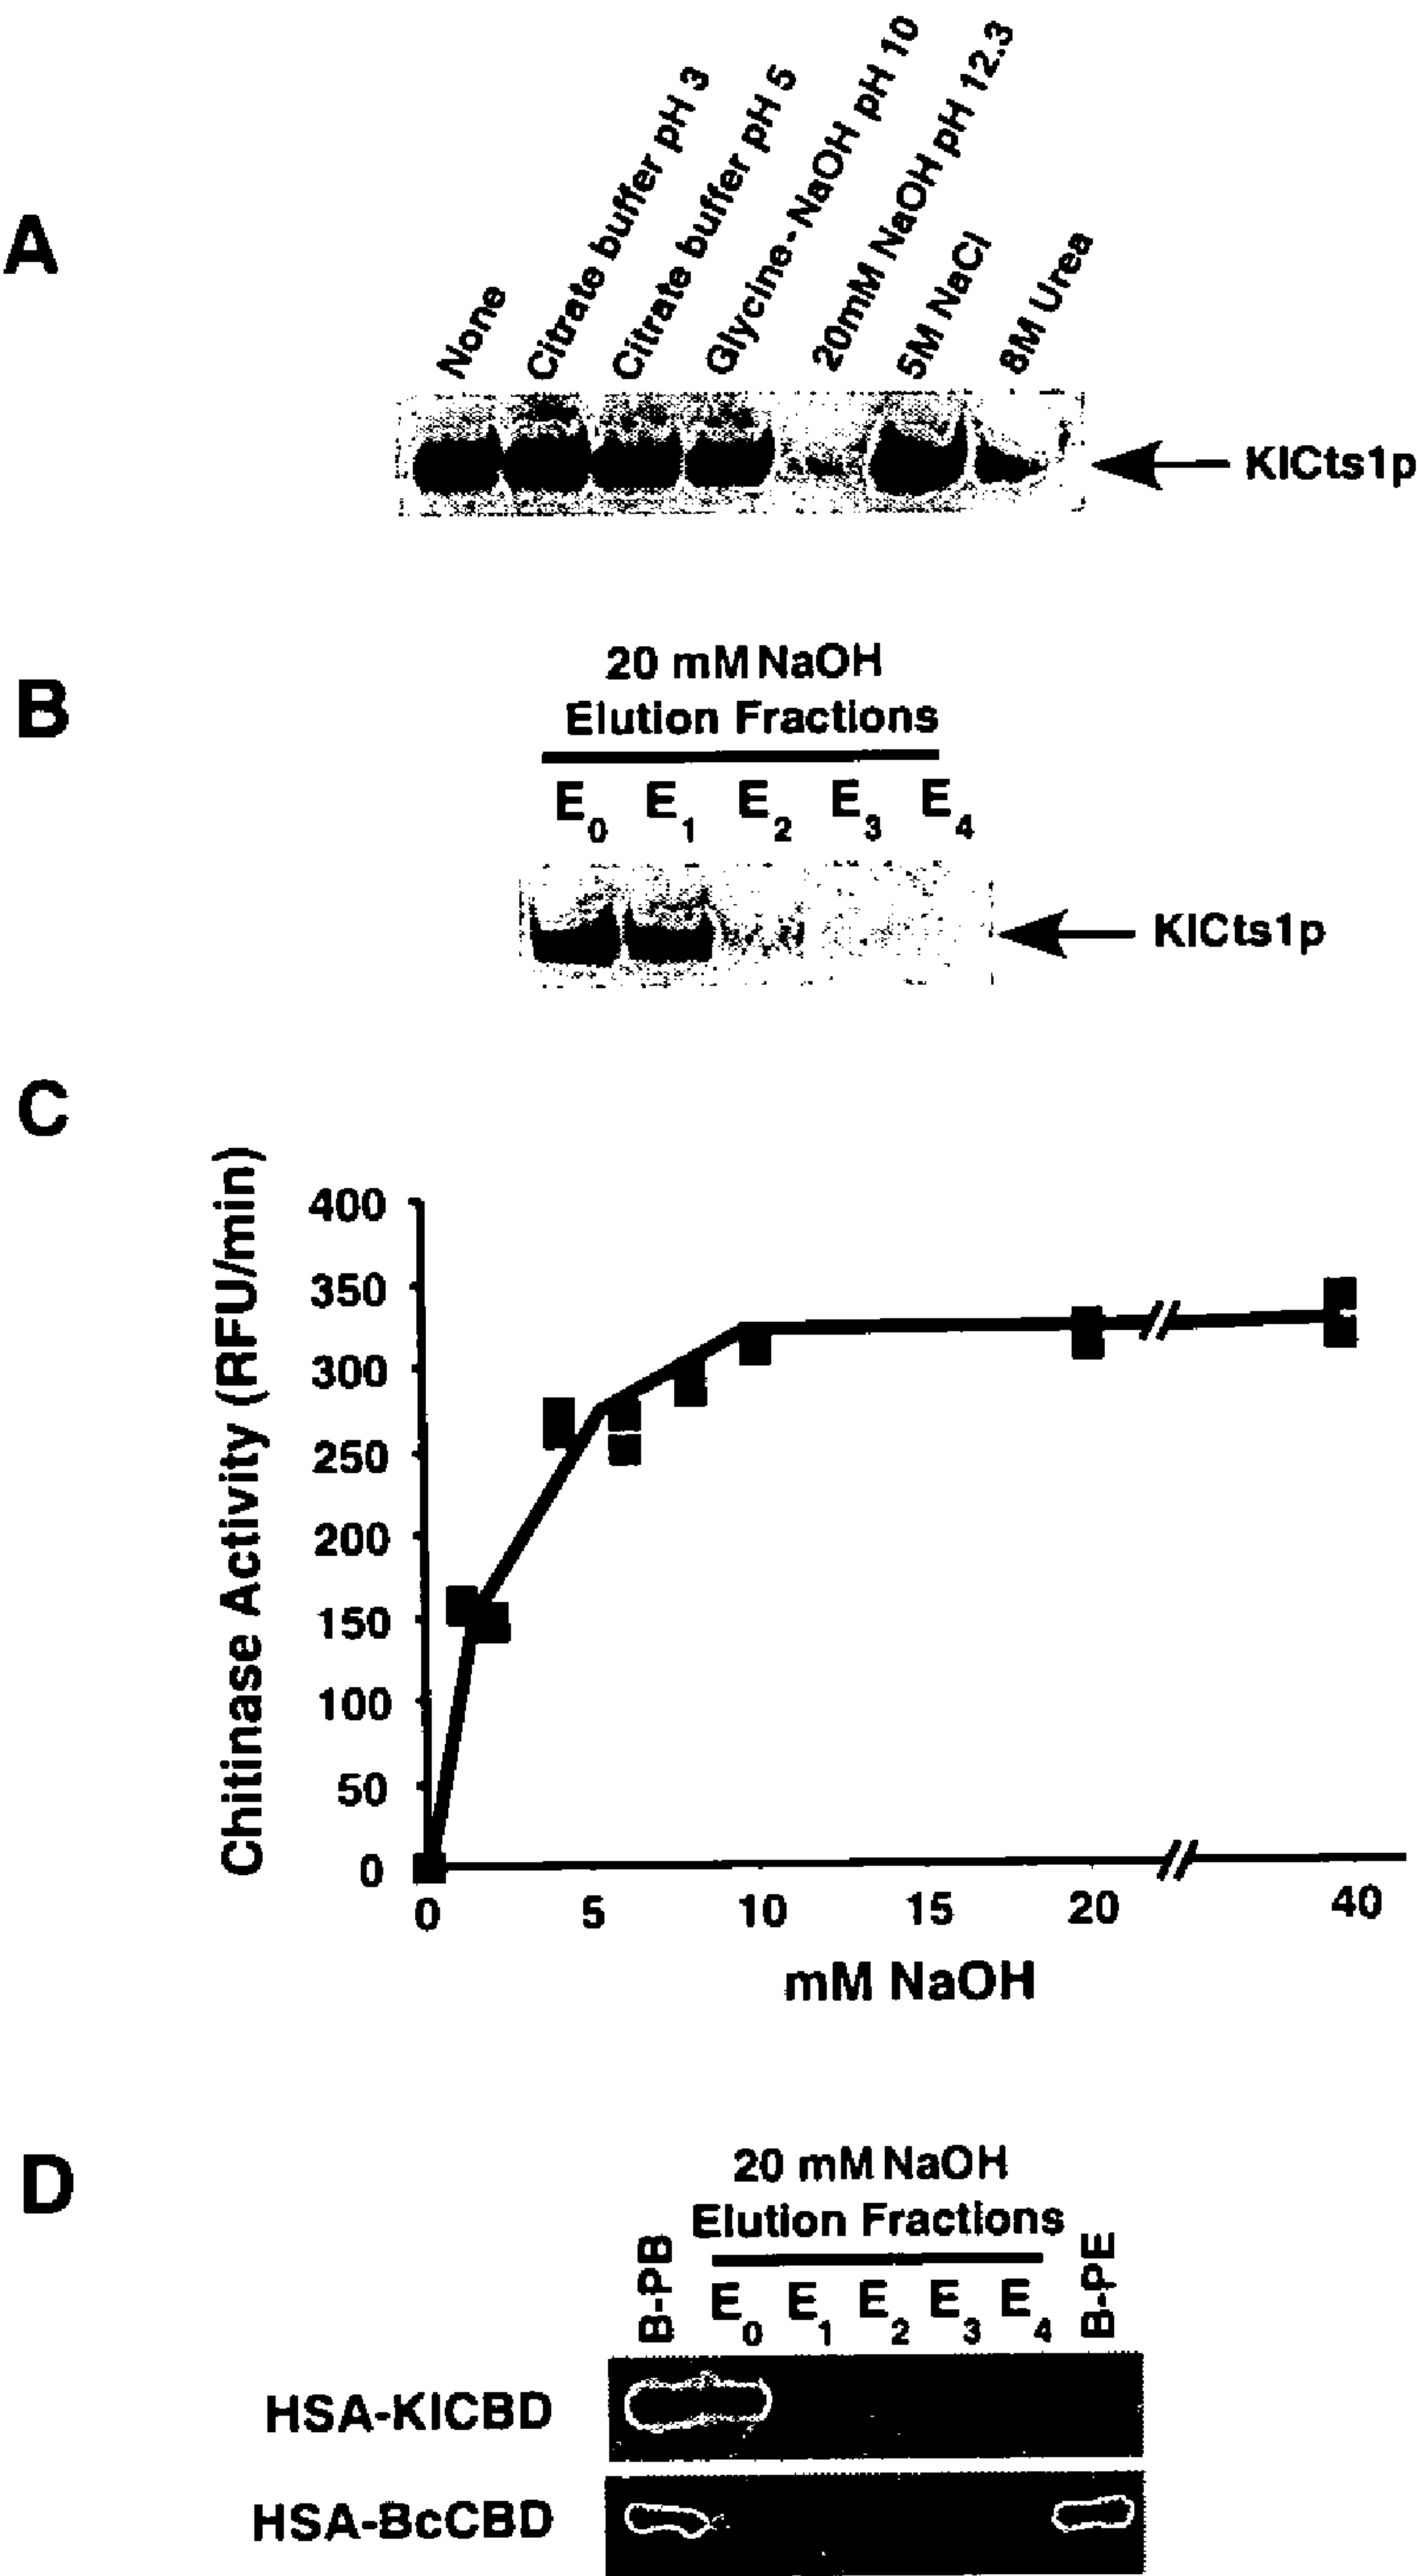 A
None
Citrate buffer pH 3
Citrate buffer pH 5
Glycine-NaOH pH 10
20mM NaOH pH 12.3
5M NaCl
8M Urea
KlCts1p
B
20 mM NaOH
Elution Fractions
E0 E1 E2 E3 E4
KlCts1p
C
Chitinase Activity (RFU/min)
400
350
300
250
200
150
100
50
0
0 5 10 15 20 40
mM NaOH
D
20 mM NaOH
Elution Fractions
B-PB E0 E1 E2 E3 E4 B-PE
HSA-KlCBD
HSA-BcCBD